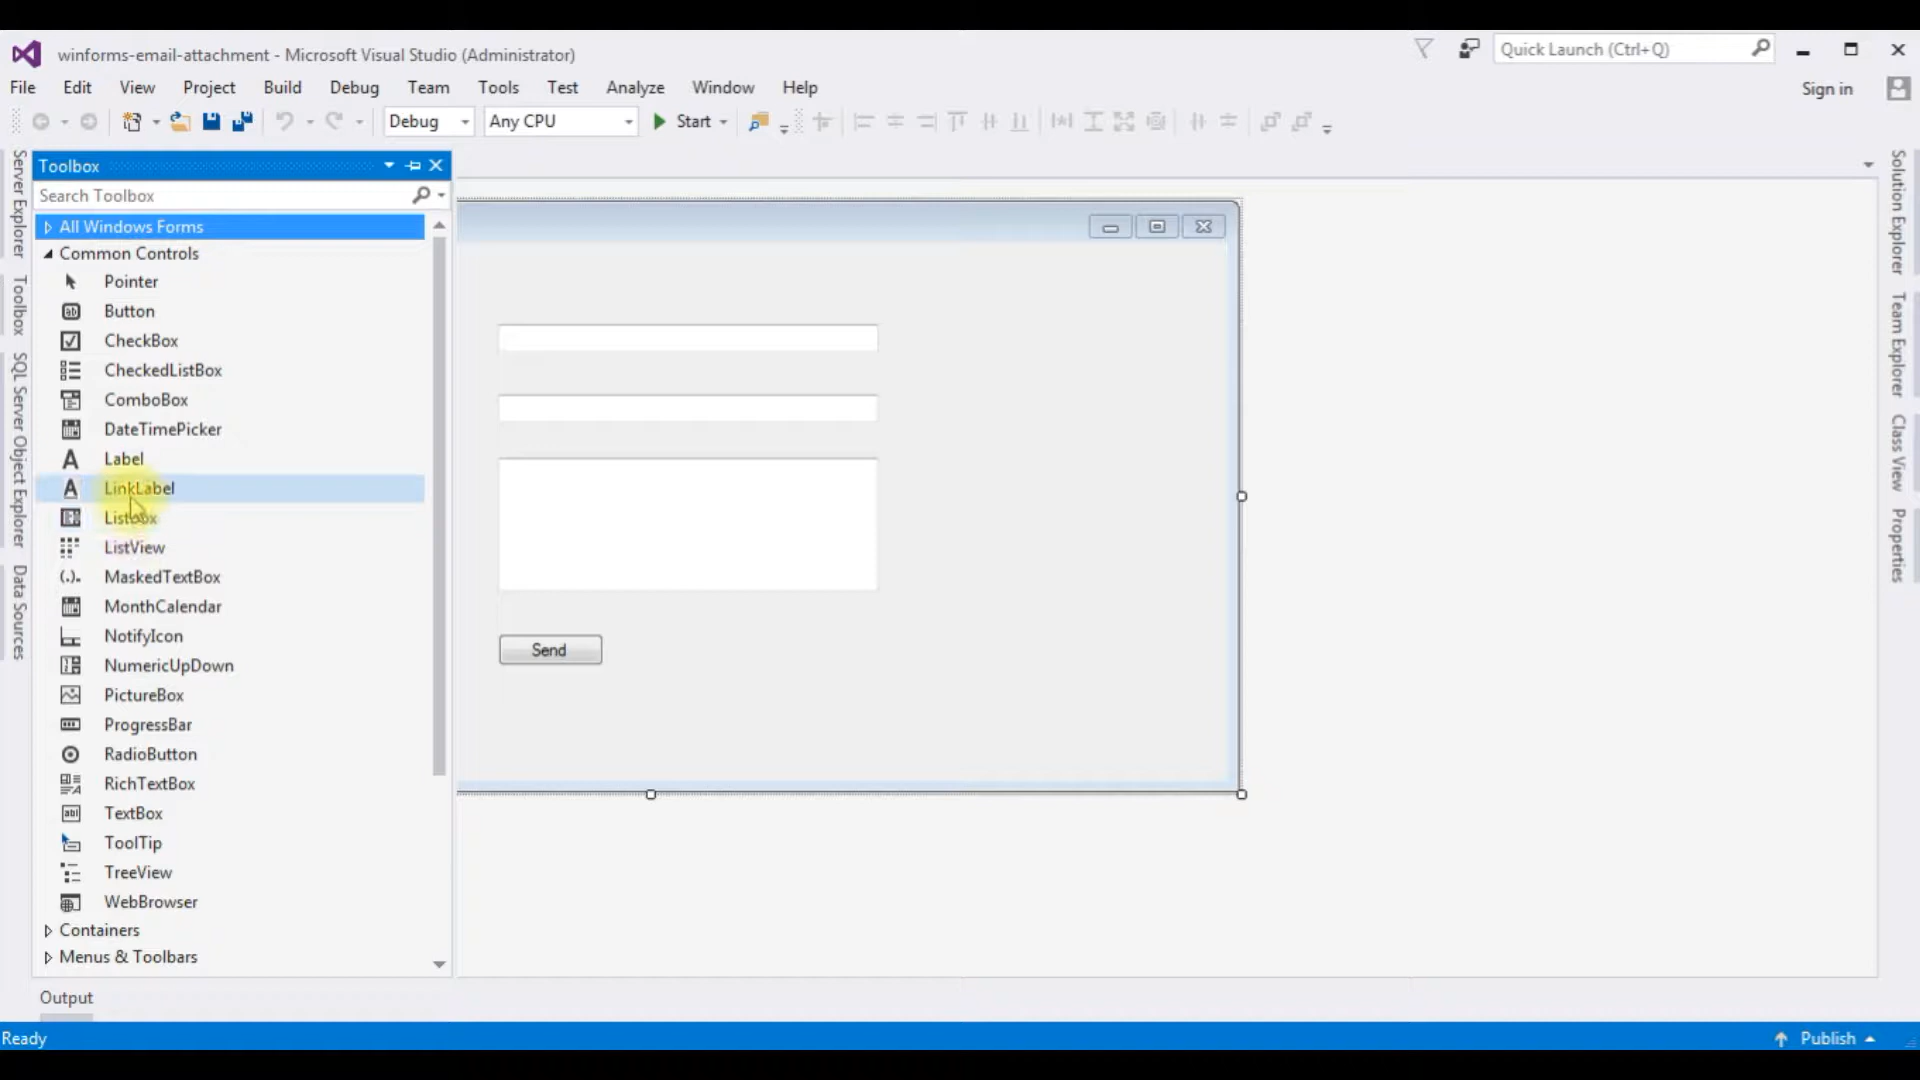 winforms-email-attachment - Microsoft Visual Studio (Administrator)
Quick Launch (Ctrl+Q)
File Edit View Project Build Debug Team Tools Test Analyze Window Help
Sign in
Debug Any CPU Start
Toolbox
Search Toolbox
All Windows Forms
Common Controls
Pointer
Button
CheckBox
CheckedListBox
ComboBox
DateTimePicker
Label
LinkLabel
ListBox
ListView
MaskedTextBox
MonthCalendar
NotifyIcon
NumericUpDown
PictureBox
ProgressBar
RadioButton
RichTextBox
TextBox
ToolTip
TreeView
WebBrowser
Containers
Menus & Toolbars
Server Explorer
Toolbox
SQL Server Object Explorer
Data Sources
Send
Solution Explorer
Team Explorer
Class View
Properties
Output
Ready
Publish